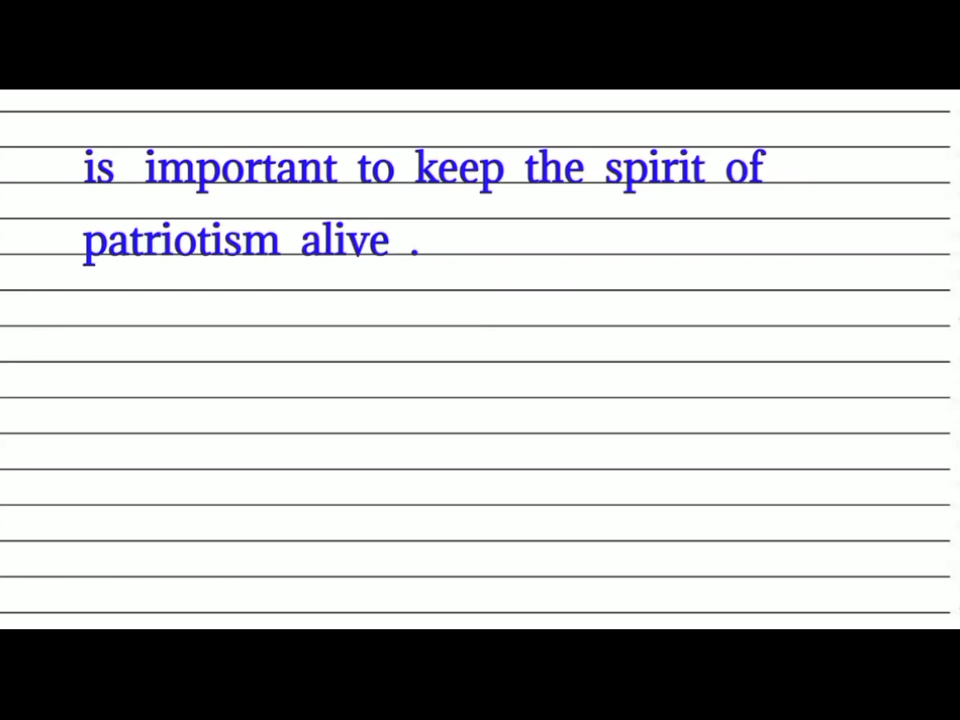 is important to keep the spirit of
patriotism alive .